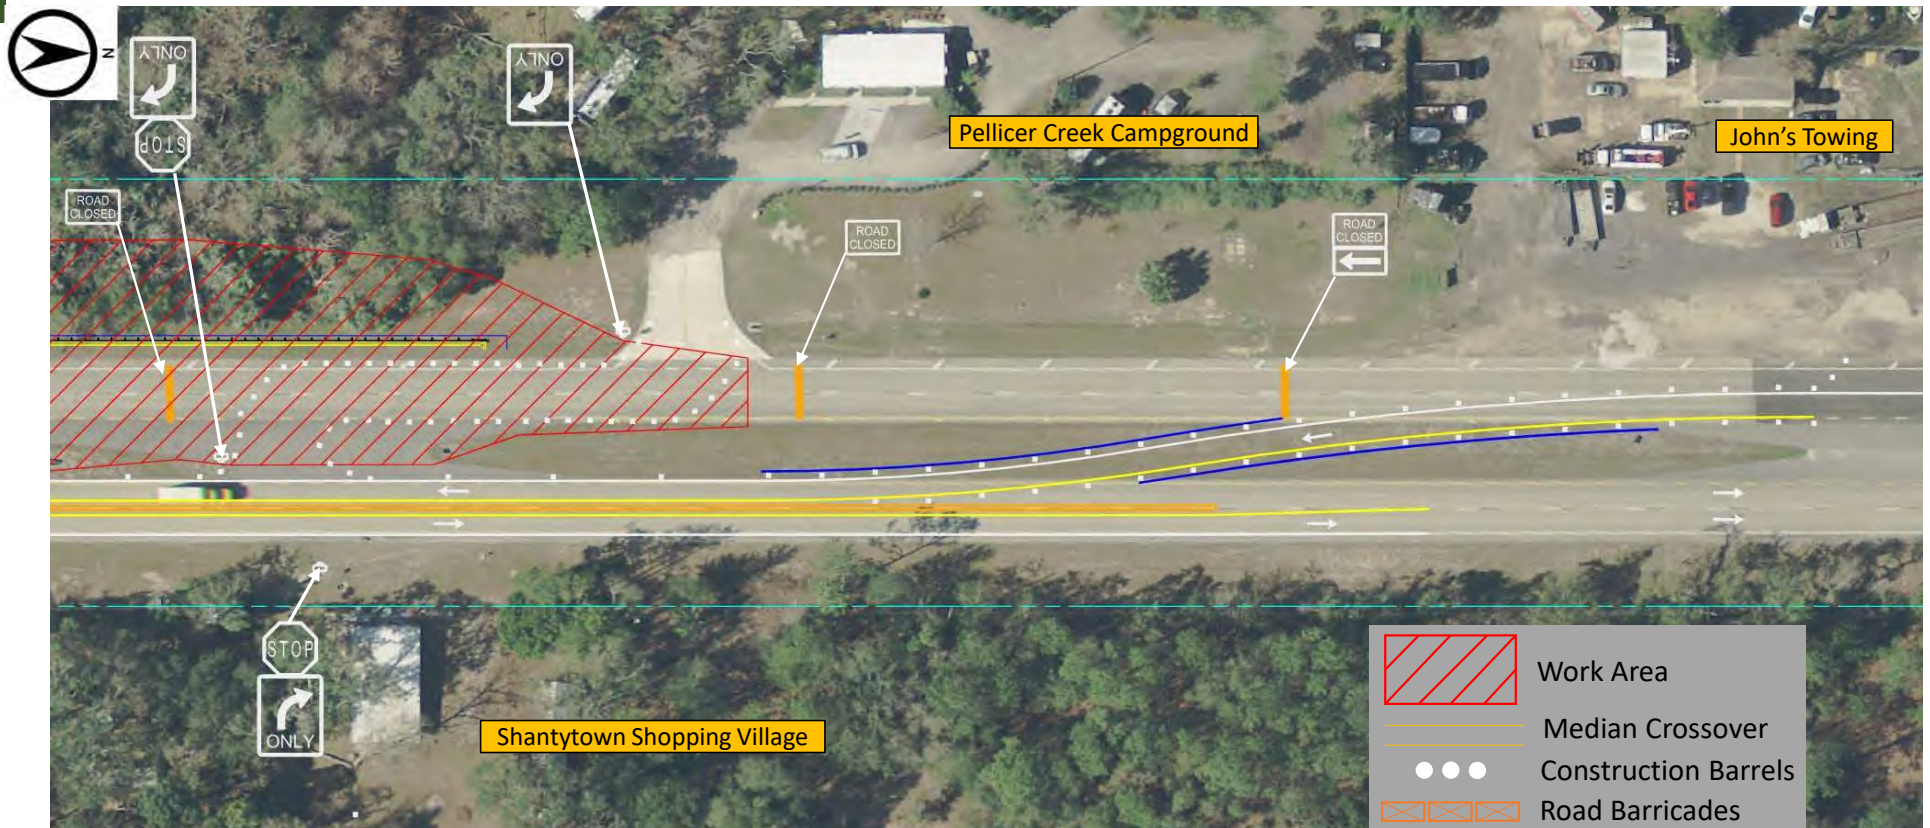 N
ONLY
STOP
ONLY
ROAD
CLOSED
ROAD
CLOSED
ROAD
CLOSED
Pellicer Creek Campground
John's Towing
STOP
ONLY
Shantytown Shopping Village
Work Area
Median Crossover
Construction Barrels
Road Barricades